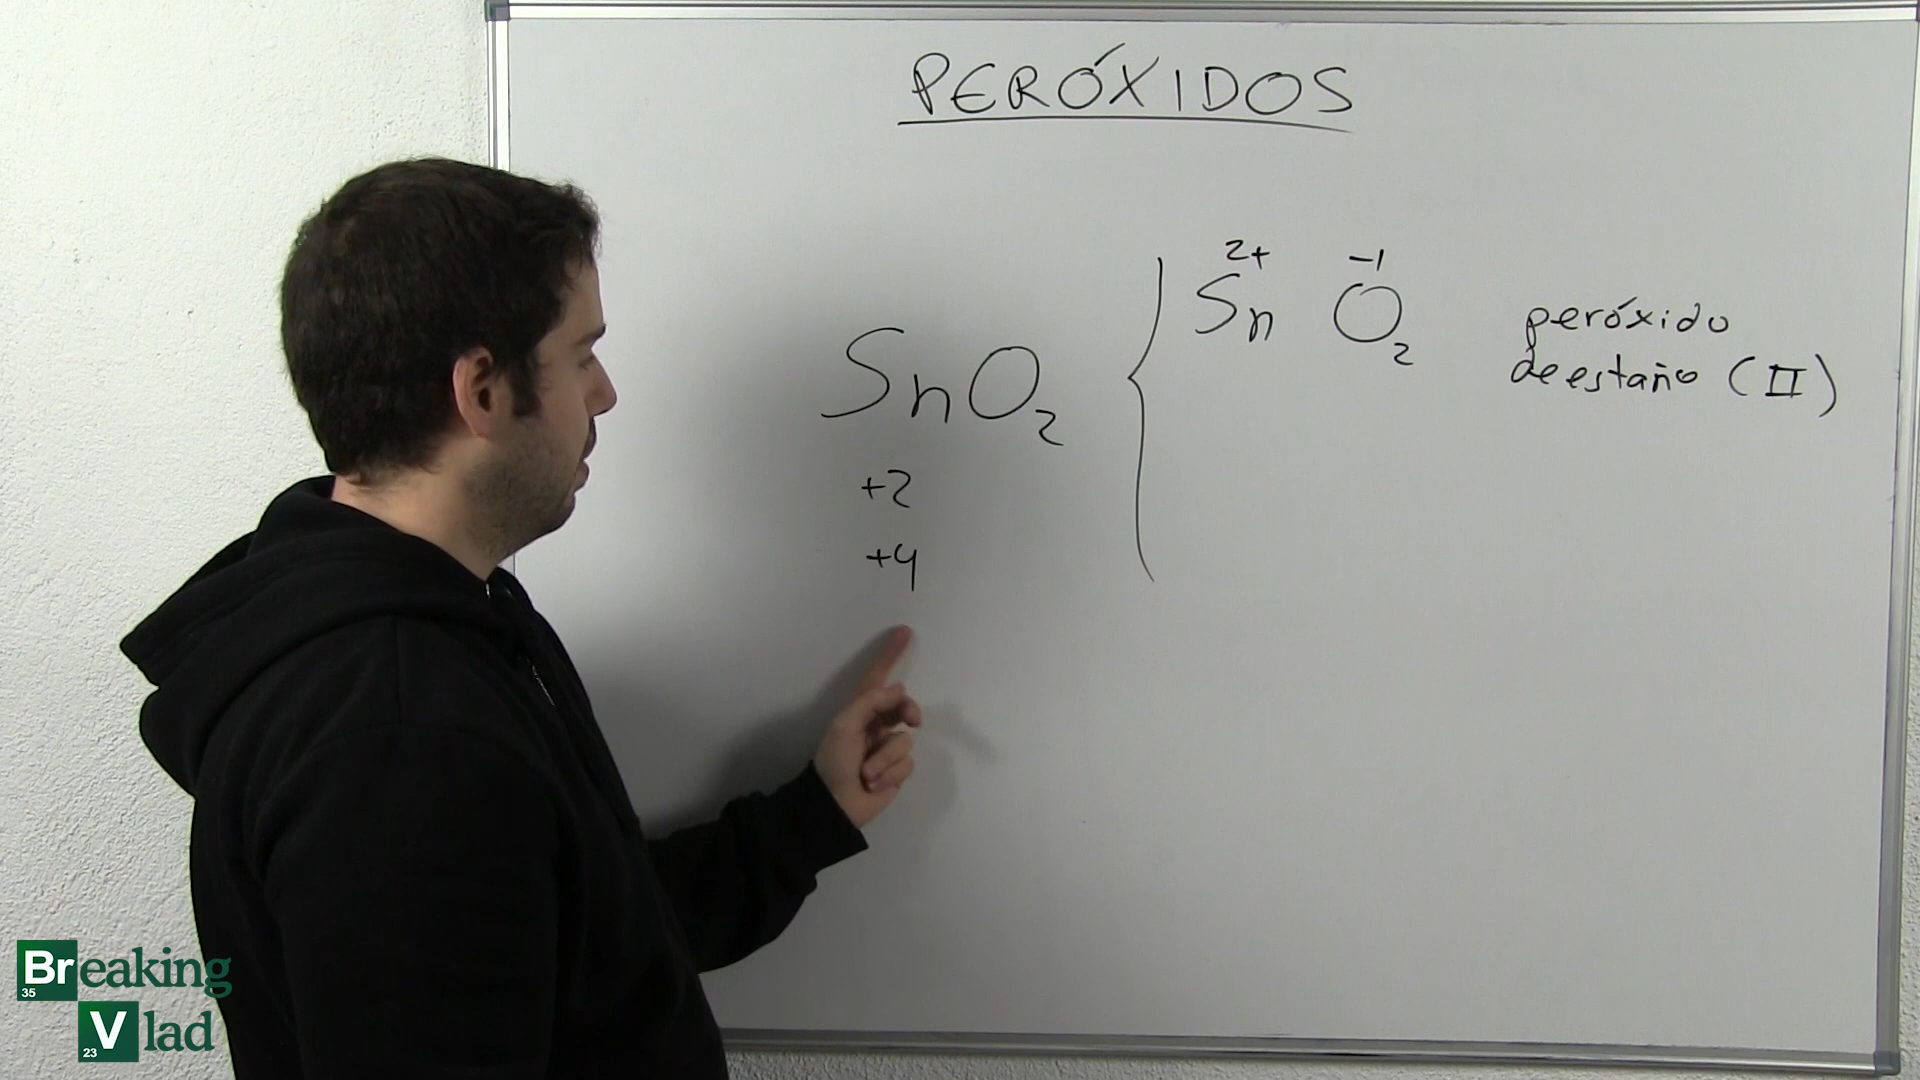 PERÓXIDOS
SnO₂
+2
+4
2+ -1
Sn O₂
peróxido
de estaño (II)
Breaking
35
Vlad
23